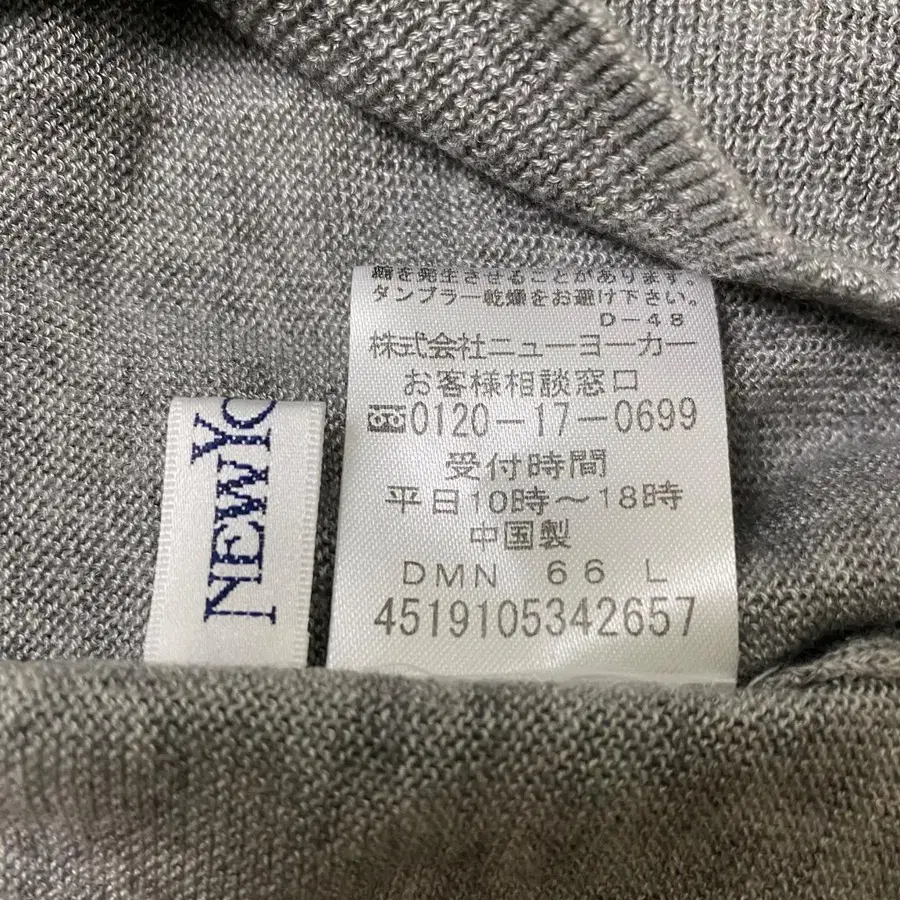 NEWYO
を発生させることがあります。
タンブラー乾燥をお避け下さい。
D-48
株式会社ニューヨーカー
お客様相談窓口
0120-17-0699
受付時間
平日10時～18時
中国製
DMN 66 L
4519105342657